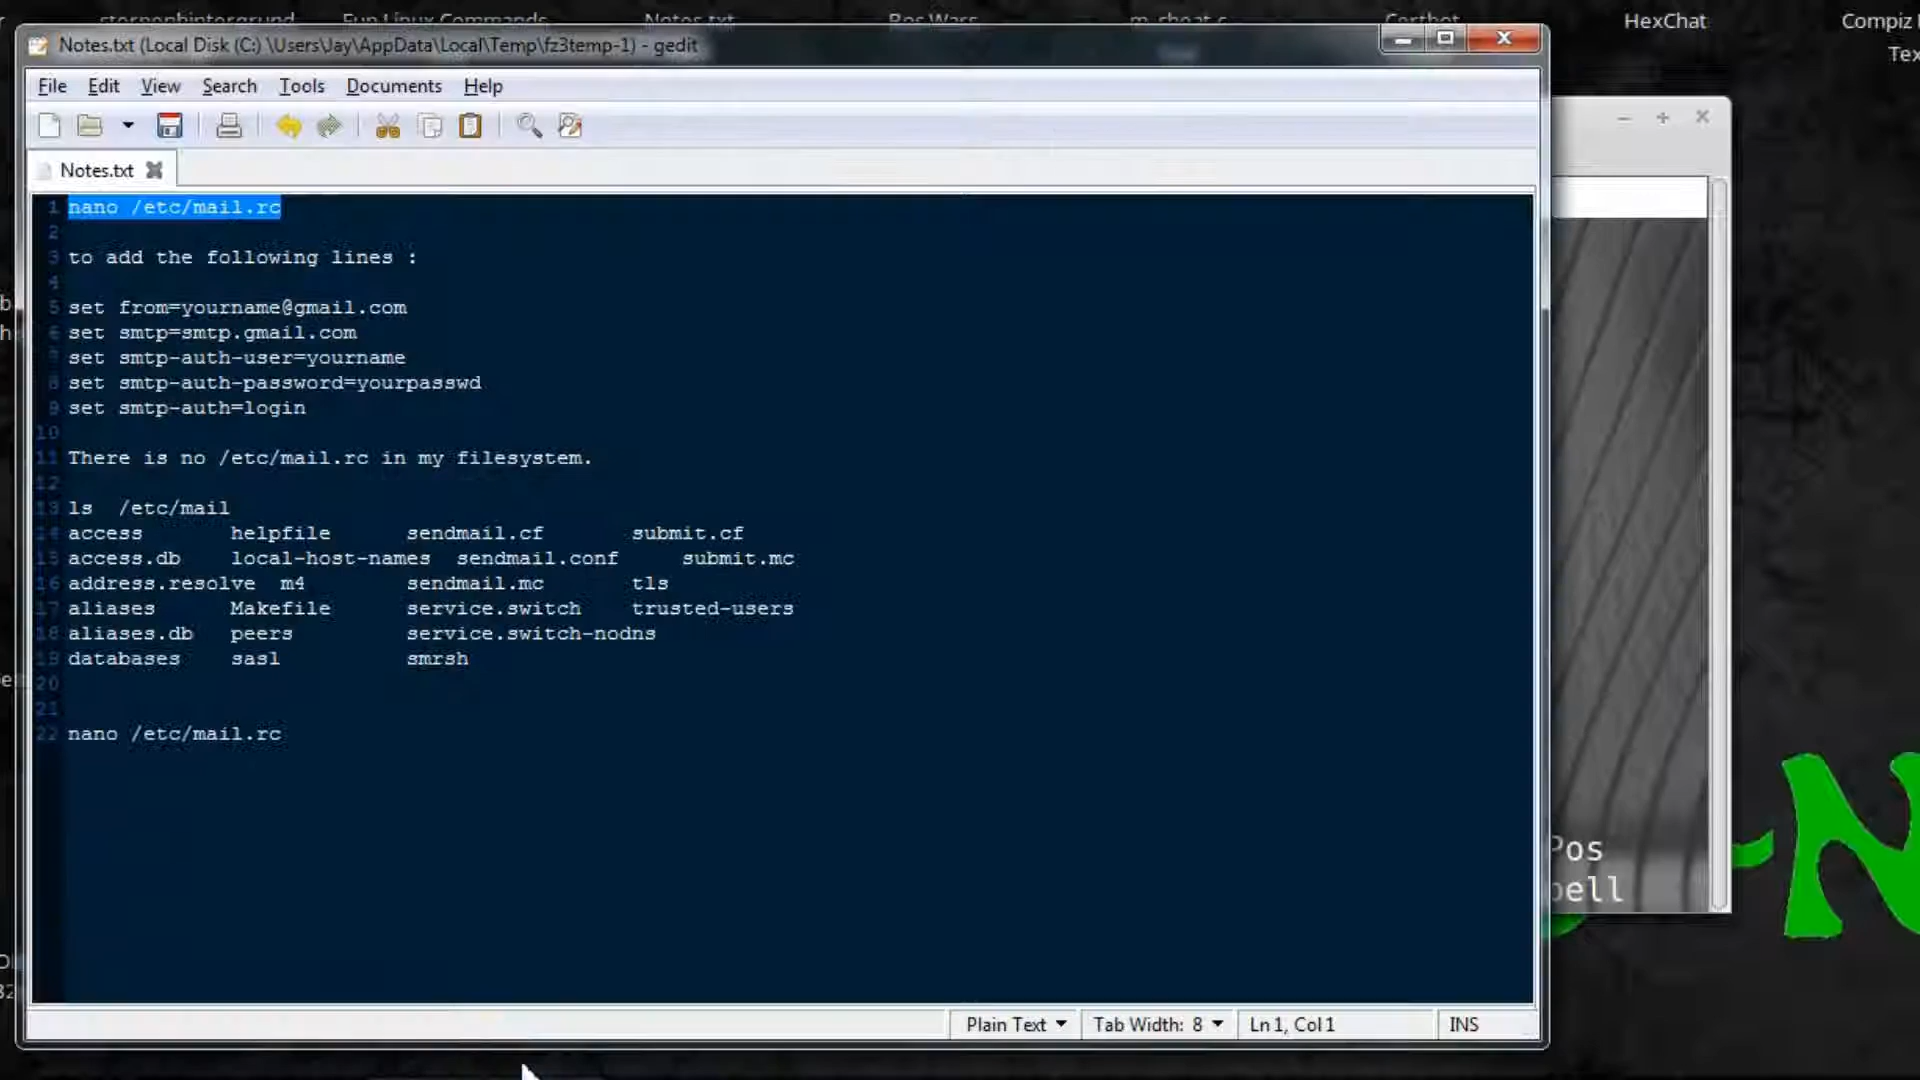 sternenhintergrund Fun Linux Commands Notes.txt Bos Wars m_cheat.c Certbot HexChat Compiz
Tex
Notes.txt (Local Disk (C:) \Users\Jay\AppData\Local\Temp\fz3temp-1) - gedit
File Edit View Search Tools Documents Help
Notes.txt
1 nano /etc/mail.rc
2
3 to add the following lines :
4
5 set from=yourname@gmail.com
6 set smtp=smtp.gmail.com
7 set smtp-auth-user=yourname
8 set smtp-auth-password=yourpasswd
9 set smtp-auth=login
10
11 There is no /etc/mail.rc in my filesystem.
12
13 ls  /etc/mail
14 access helpfile sendmail.cf submit.cf
15 access.db local-host-names sendmail.conf submit.mc
16 address.resolve m4 sendmail.mc tls
17 aliases Makefile service.switch trusted-users
18 aliases.db peers service.switch-nodns
19 databases sasl smrsh
20
21
22 nano /etc/mail.rc
Pos
bell
-N
Plain Text Tab Width: 8 Ln 1, Col 1 INS